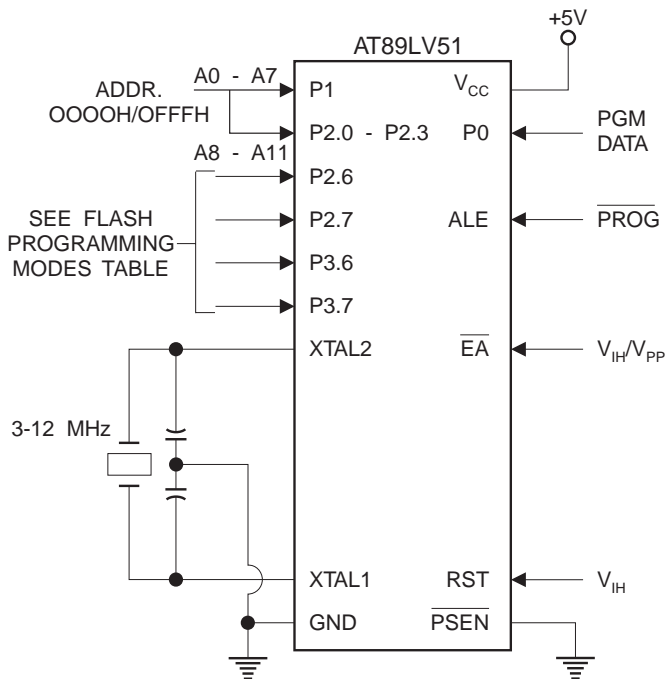 +5V
AT89LV51
ADDR.
OOOOH/OFFFH
A0 - A7
P1
VCC
P2.0 - P2.3
P0
PGM
DATA
A8 - A11
P2.6
SEE FLASH
PROGRAMMING
MODES TABLE
P2.7
ALE
PROG
P3.6
P3.7
XTAL2
EA
VIH/VPP
3-12 MHz
XTAL1
RST
VIH
GND
PSEN